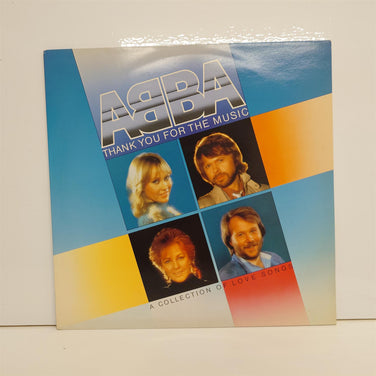 ABBA
THANK YOU FOR THE MUSIC
A COLLECTION OF LOVE SONGS